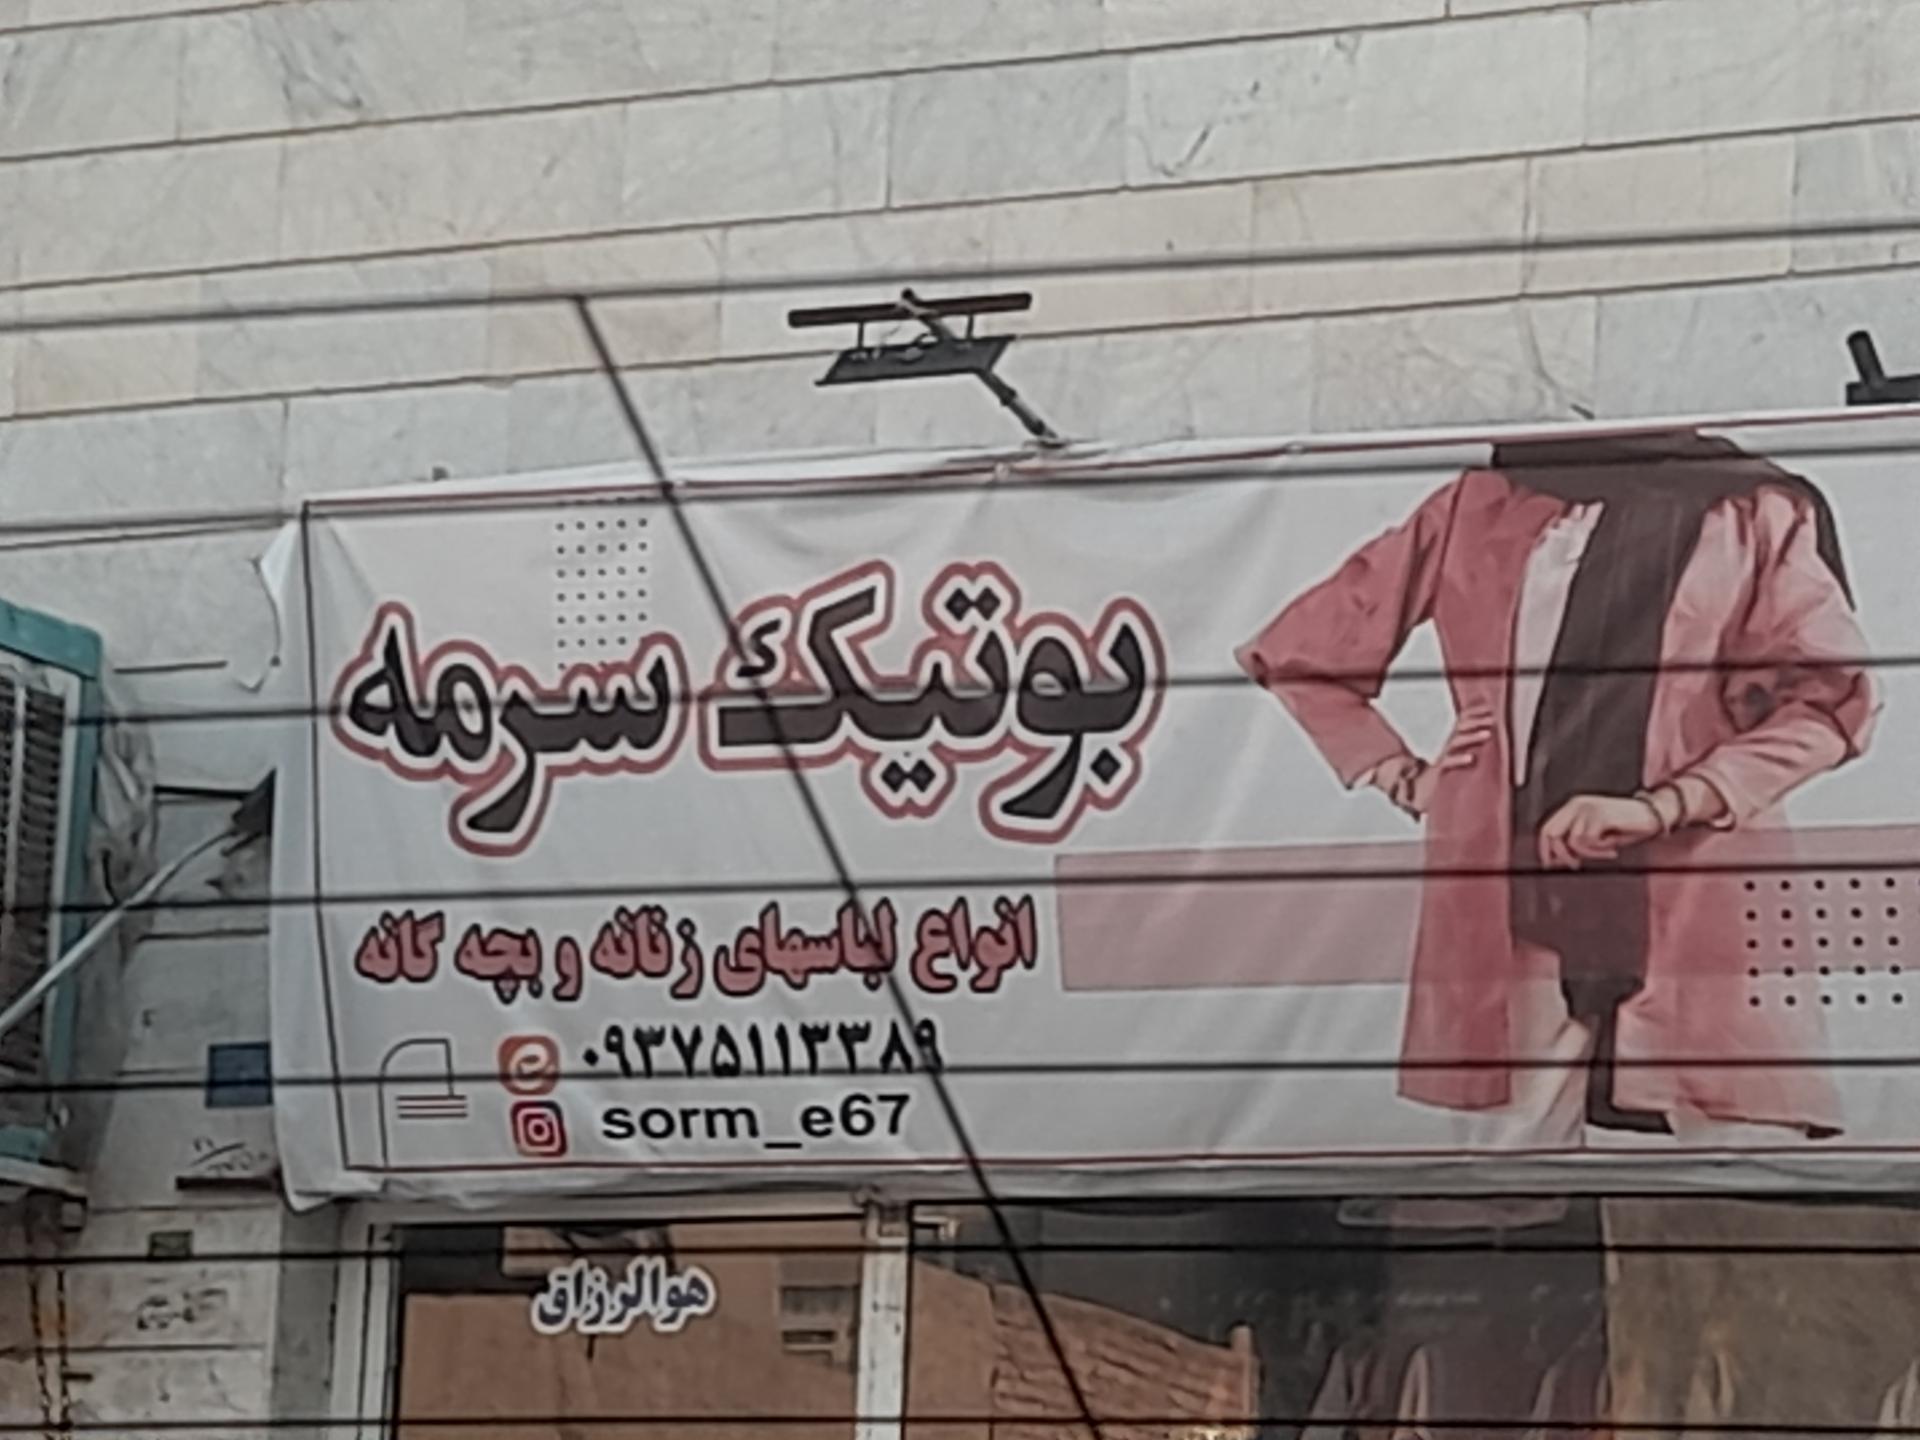 بوتیک سرمه
انواع لباسهای زنانه و بچه گانه
۰۹۳۷۵۱۱۳۳۸۹
sorm_e67
هوالرزاق